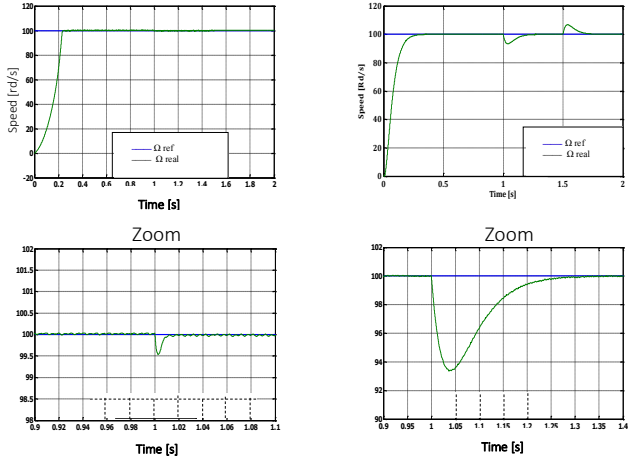 Speed [rd/s]
120
100
80
60
40
20
0
-20
Ω ref
Ω real
0 0.2 0.4 0.6 0.8 1 1.2 1.4 1.6 1.8 2
Time [s]
Speed [Rd/s]
120
100
80
60
40
20
0
Ω ref
Ω real
0 0.5 1 1.5 2
Time [s]
Zoom
102
101.5
101
100.5
100
99.5
99
98.5
98
0.9 0.92 0.94 0.96 0.98 1 1.02 1.04 1.06 1.08 1.1
Time [s]
Zoom
102
100
98
96
94
92
90
0.9 0.95 1 1.05 1.1 1.15 1.2 1.25 1.3 1.35 1.4
Time [s]